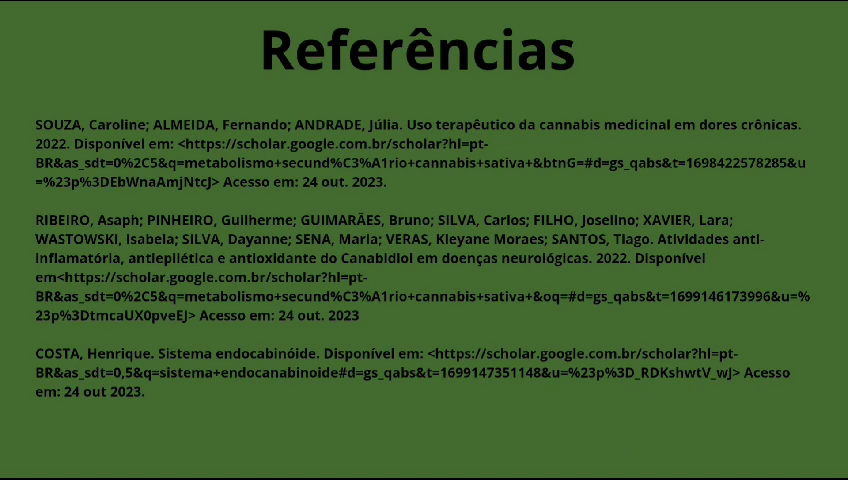 Referências
SOUZA, Caroline; ALMEIDA, Fernando; ANDRADE, Júlia. Uso terapêutico da cannabis medicinal em dores crônicas.
2022. Disponível em: <https://scholar.google.com.br/scholar?hl=pt-
BR&as_sdt=0%2C5&q=metabolismo+secund%C3%A1rio+cannabis+sativa+&btnG=#d=gs_qabs&t=1698422578285&u
=%23p%3DEbWnaAmjNtcJ> Acesso em: 24 out. 2023.
RIBEIRO, Asaph; PINHEIRO, Guilherme; GUIMARÃES, Bruno; SILVA, Carlos; FILHO, Joselino; XAVIER, Lara;
WASTOWSKI, Isabela; SILVA, Dayanne; SENA, Maria; VERAS, Kleyane Moraes; SANTOS, Tiago. Atividades anti-
inflamatória, antiepilética e antioxidante do Canabidiol em doenças neurológicas. 2022. Disponível
em<https://scholar.google.com.br/scholar?hl=pt-
BR&as_sdt=0%2C5&q=metabolismo+secund%C3%A1rio+cannabis+sativa+&oq=#d=gs_qabs&t=1699146173996&u=%
23p%3DtmcaUX0pveEJ> Acesso em: 24 out. 2023
COSTA, Henrique. Sistema endocabinóide. Disponível em: <https://scholar.google.com.br/scholar?hl=pt-
BR&as_sdt=0,5&q=sistema+endocanabinoide#d=gs_qabs&t=1699147351148&u=%23p%3D_RDKshwtV_wJ> Acesso
em: 24 out 2023.